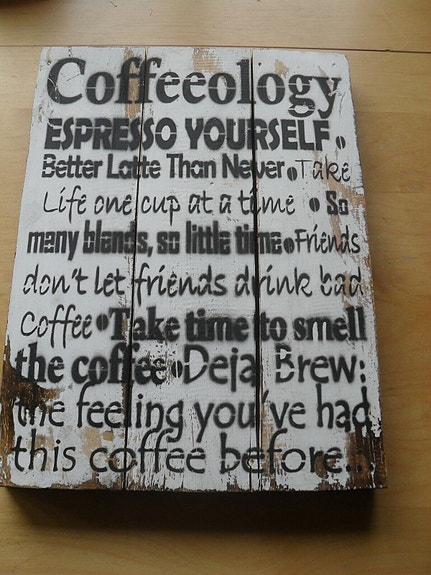 Coffeeology
ESPRESSO YOURSELF •
Better Latte Than Never • Take
Life one cup at a time • So
many blends, so little time • Friends
don't let friends drink bad
Coffee • Take time to smell
the coffee • Deja Brew:
the feeling you've had
this coffee before...